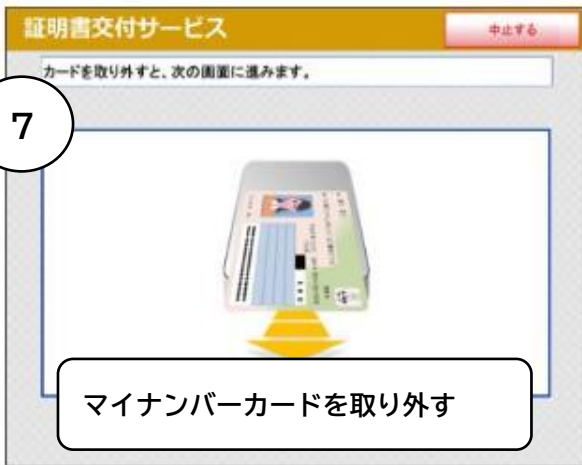 証明書交付サービス
中止する
カードを取り外すと、次の画面に進みます。
7
マイナンバーカードを取り外す